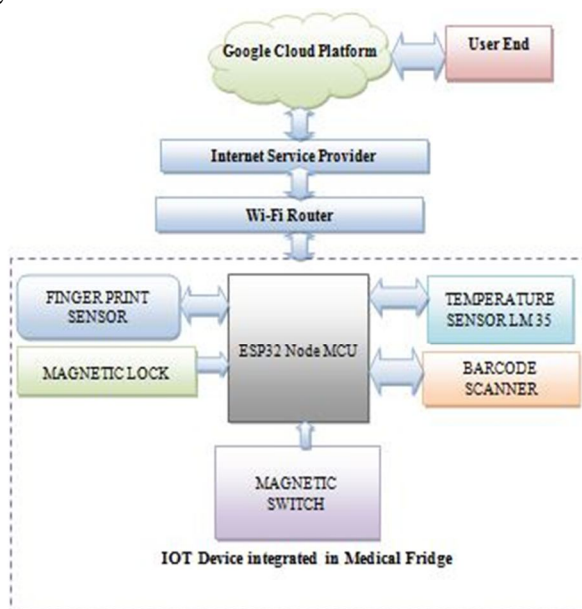 Google Cloud Platform
User End
Internet Service Provider
Wi-Fi Router
FINGER PRINT
SENSOR
MAGNETIC LOCK
ESP32 Node MCU
TEMPERATURE
SENSOR LM 35
BARCODE
SCANNER
MAGNETIC
SWITCH
IOT Device integrated in Medical Fridge